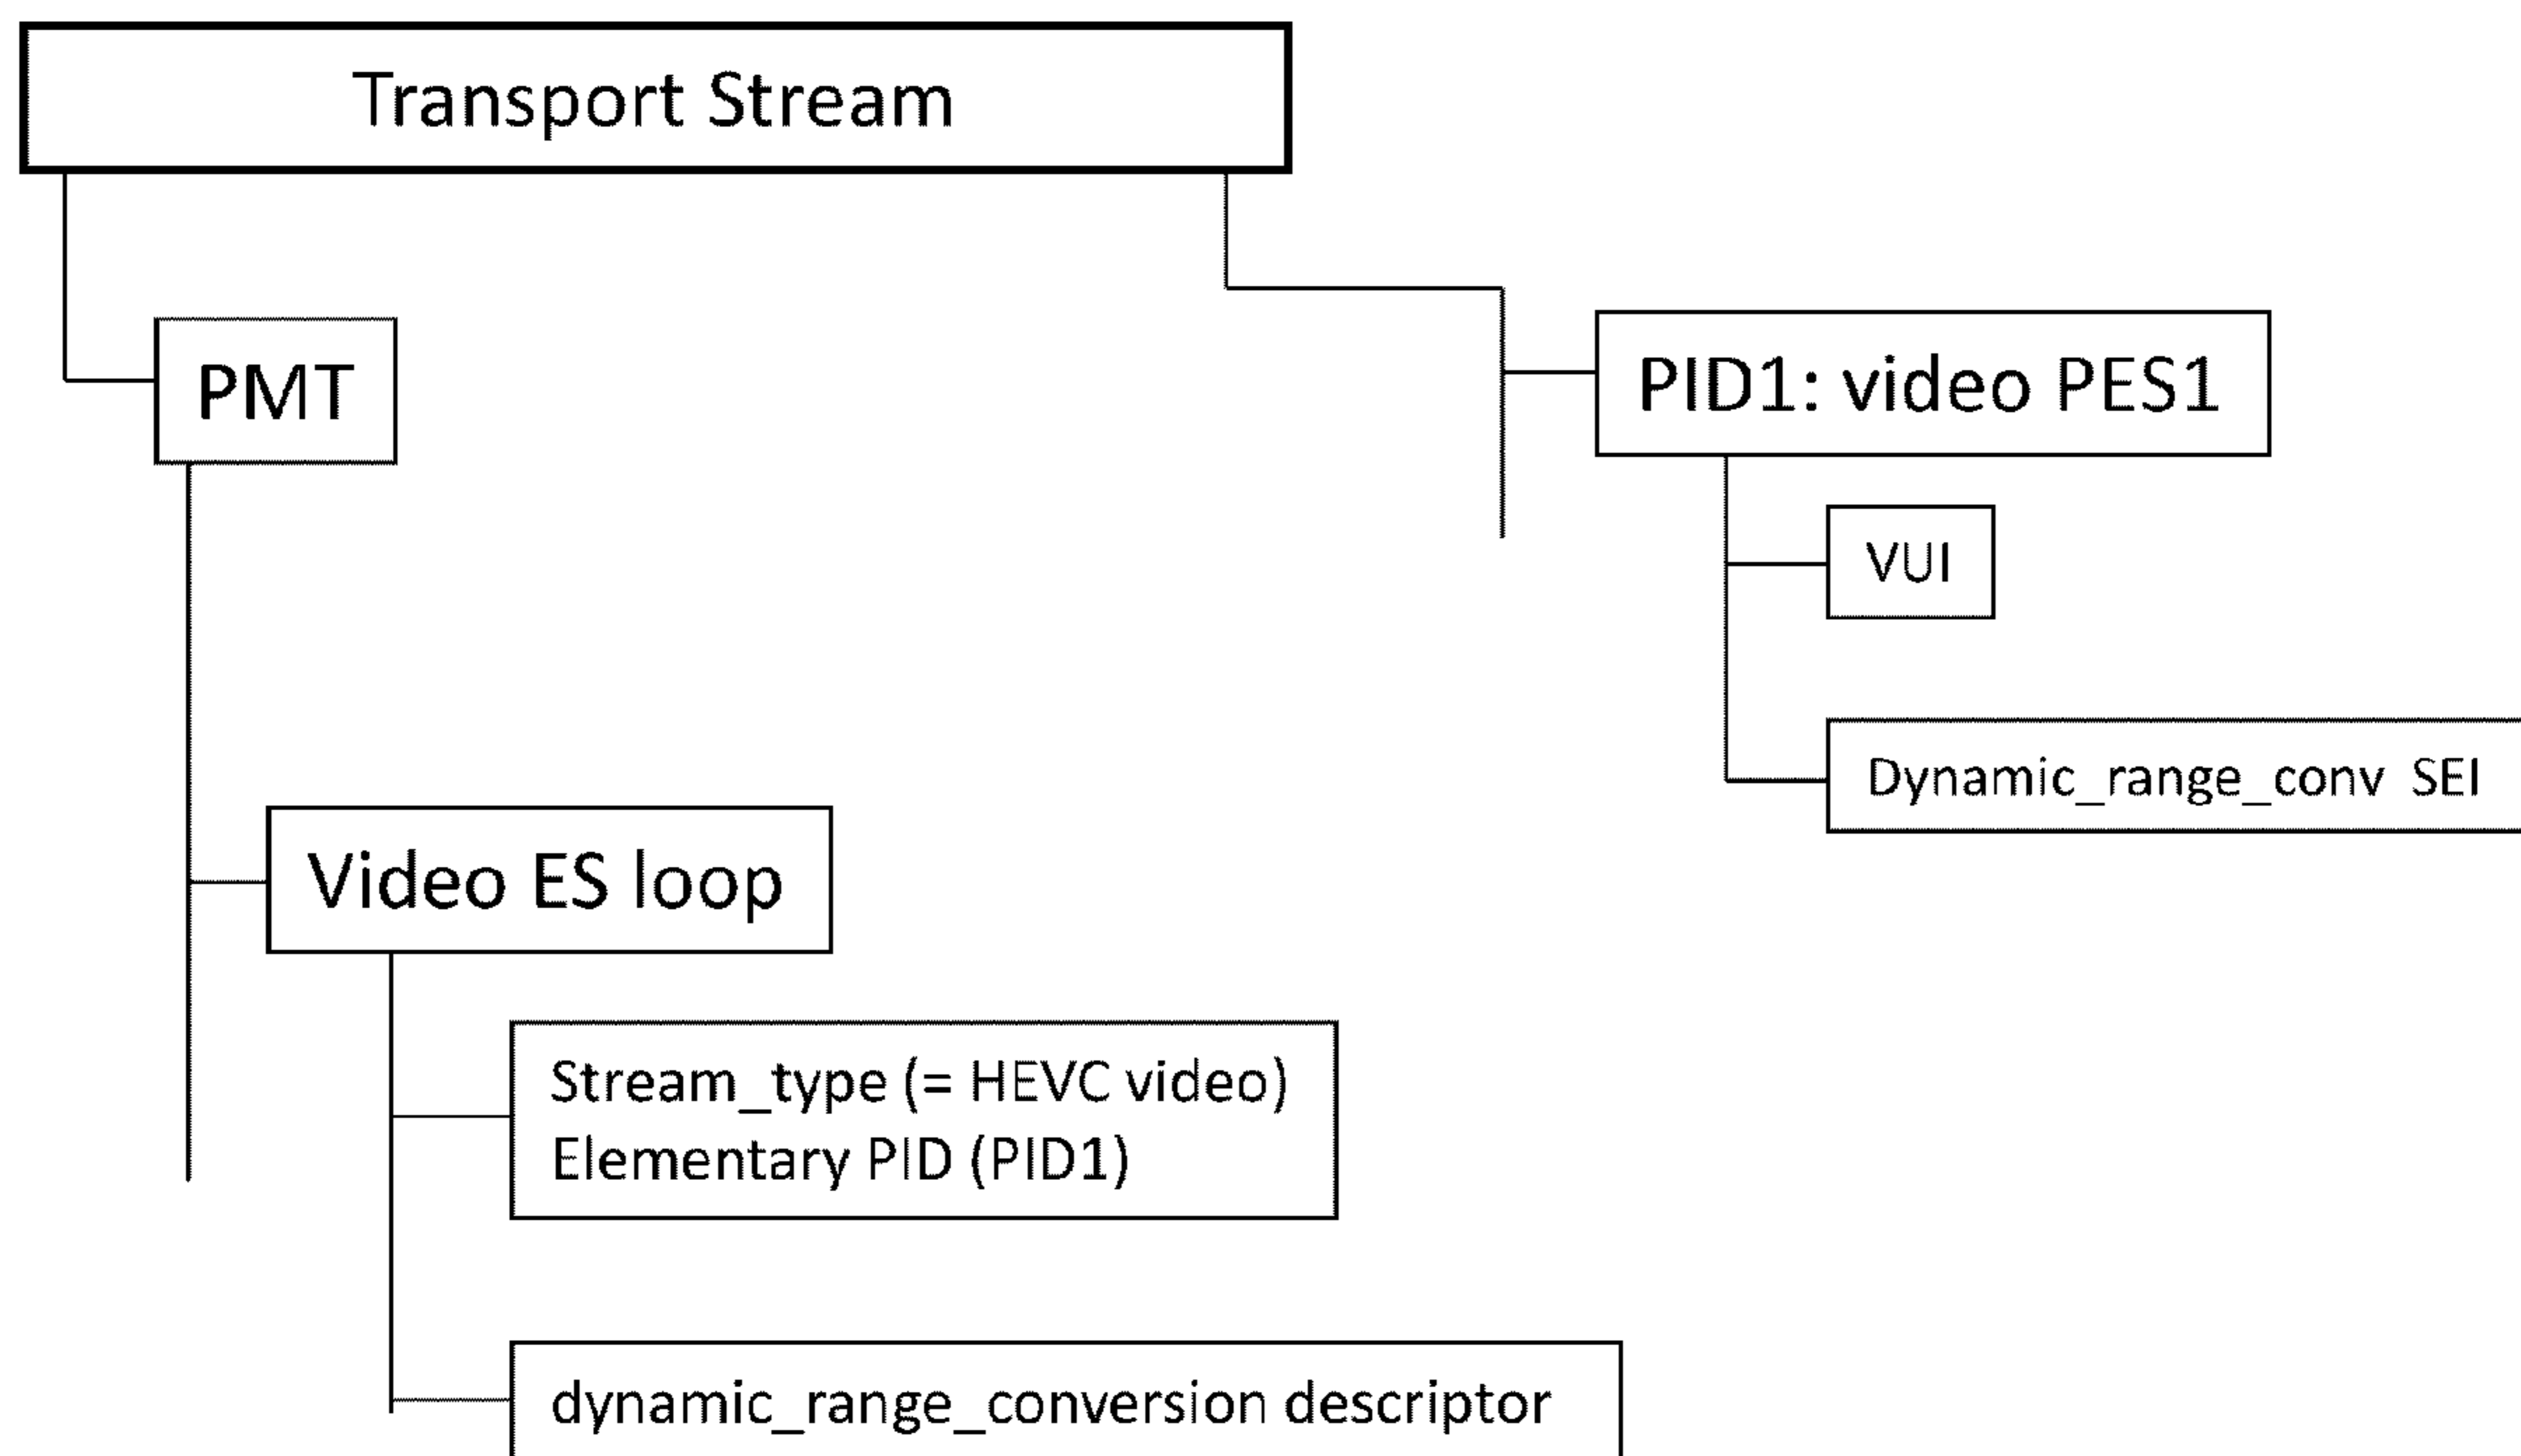 Transport Stream
PMT
PID1: video PES1
VUI
Dynamic_range_conv SEI
Video ES loop
Stream_type (= HEVC video)
Elementary PID (PID1)
dynamic_range_conversion descriptor